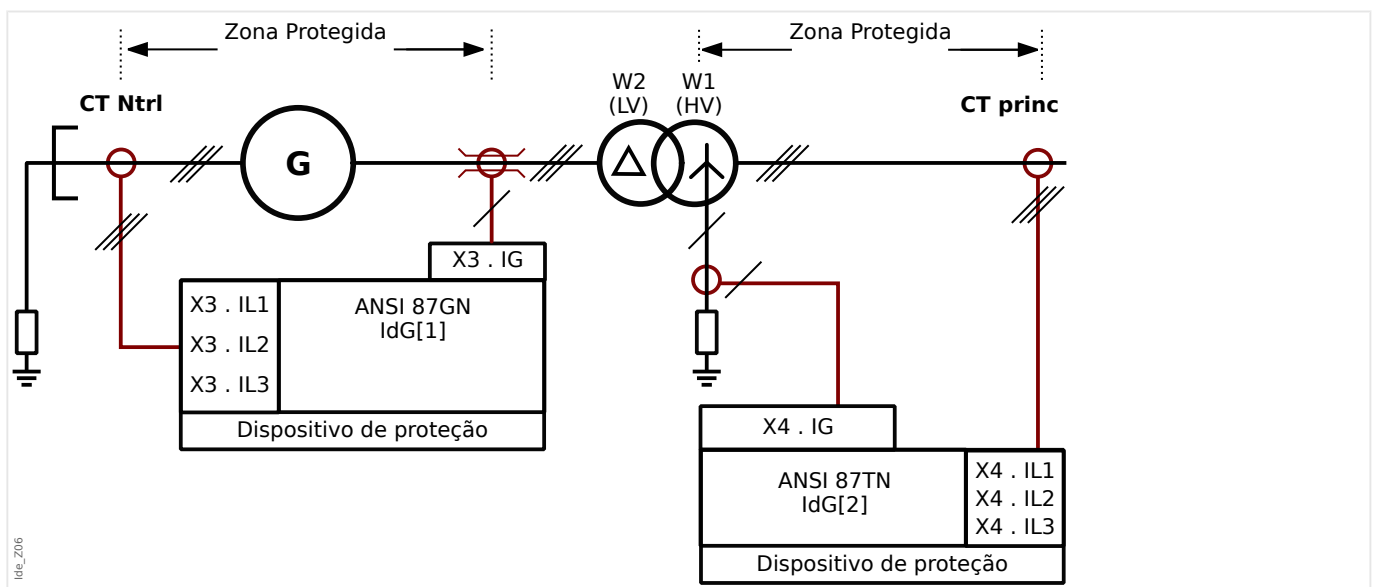 Zona Protegida
Zona Protegida
CT Ntrl
W2
(LV)
W1
(HV)
CT princ
G
X3 . IG
X3 . IL1
X3 . IL2
X3 . IL3
ANSI 87GN
IdG[1]
Dispositivo de proteção
X4 . IG
ANSI 87TN
IdG[2]
X4 . IL1
X4 . IL2
X4 . IL3
Dispositivo de proteção
Ide_Z06